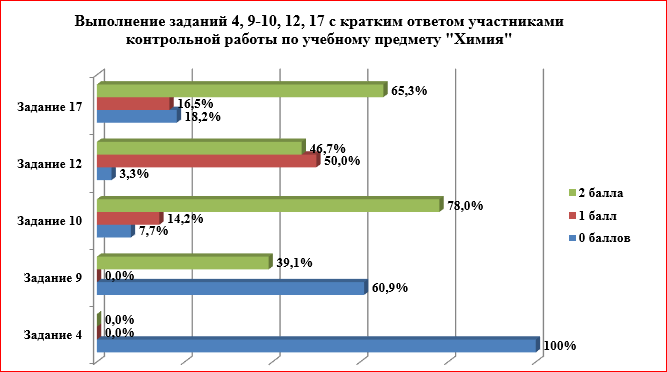 Выполнение заданий 4, 9-10, 12, 17 с кратким ответом участниками
контрольной работы по учебному предмету "Химия"
Задание 17
65,3%
16,5%
18,2%
Задание 12
46,7%
50,0%
3,3%
Задание 10
78,0%
14,2%
7,7%
Задание 9
39,1%
0,0%
60,9%
Задание 4
0,0%
0,0%
100%
2 балла
1 балл
0 баллов